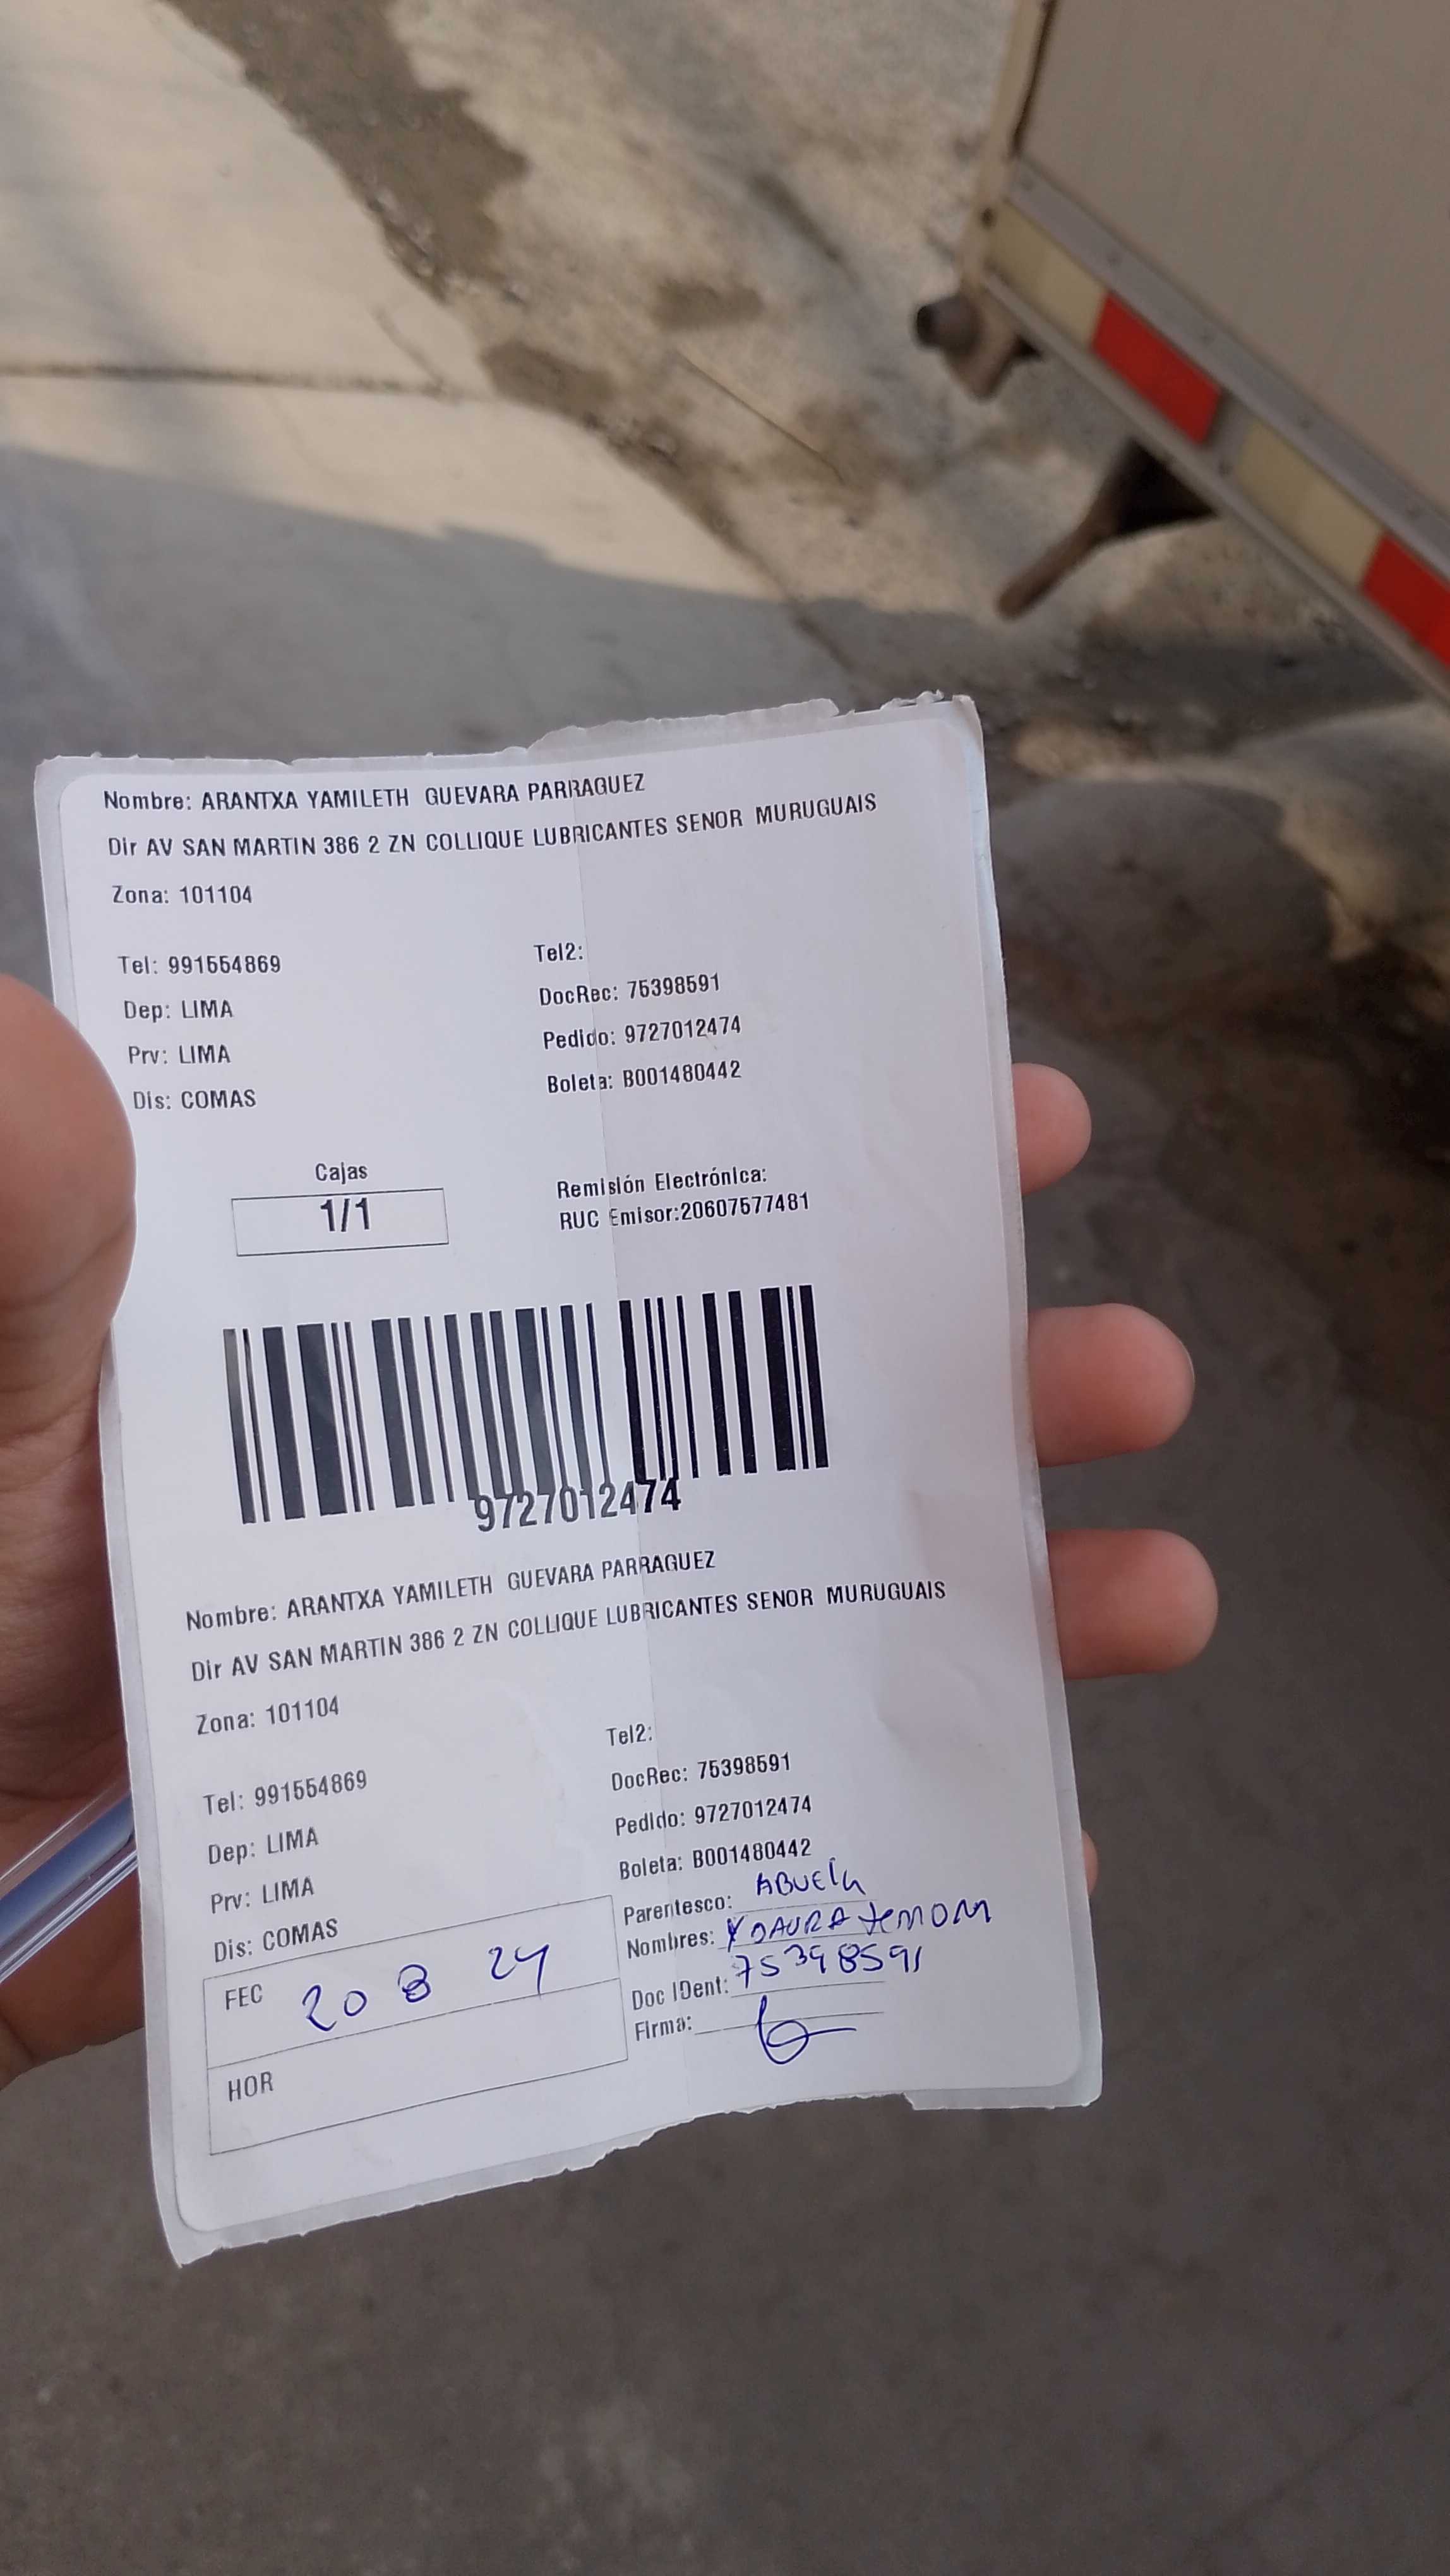 Nombre: ARANTXA YAMILETH GUEVARA PARRAGUEZ
Dir AV SAN MARTIN 386 2 ZN COLLIQUE LUBRICANTES SENOR MURUGUAIS
Zona: 101104
Tel: 991554869
Tel2:
Dep: LIMA
DocRec: 75398591
Prv: LIMA
Pedido: 9727012474
Dis: COMAS
Boleta: B001480442
Cajas
1/1
Remisión Electrónica:
RUC Emisor:20607577481
9727012474
Nombre: ARANTXA YAMILETH GUEVARA PARRAGUEZ
Dir AV SAN MARTIN 386 2 ZN COLLIQUE LUBRICANTES SENOR MURUGUAIS
Zona: 101104
Tel: 991554869
Tel2:
Dep: LIMA
DocRec: 75398591
Prv: LIMA
Pedido: 9727012474
Dis: COMAS
Boleta: B001480442
Parentesco: ABUELA
Nombres:
Doc IDent: 75398591
Firma:
FEC 20 8 24
HOR